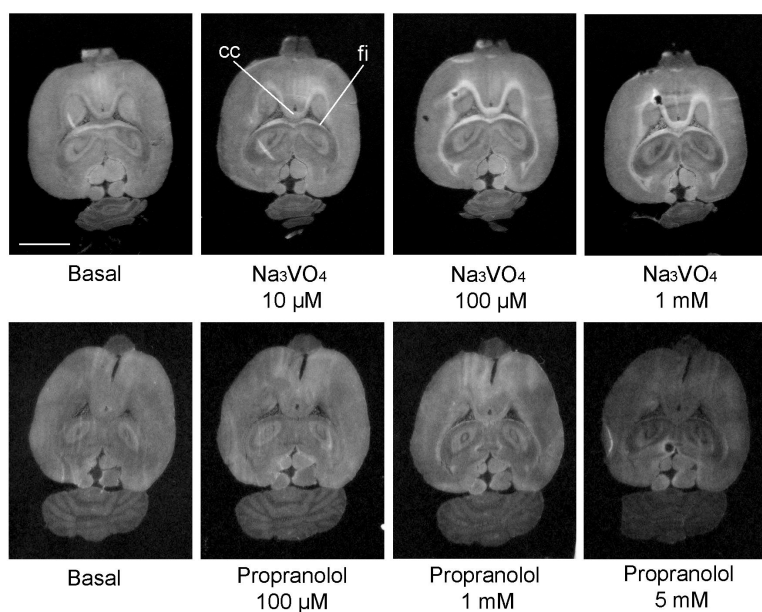 cc
fi
Basal
Na₃VO₄
10 µM
Na₃VO₄
100 µM
Na₃VO₄
1 mM
Basal
Propranolol
100 µM
Propranolol
1 mM
Propranolol
5 mM